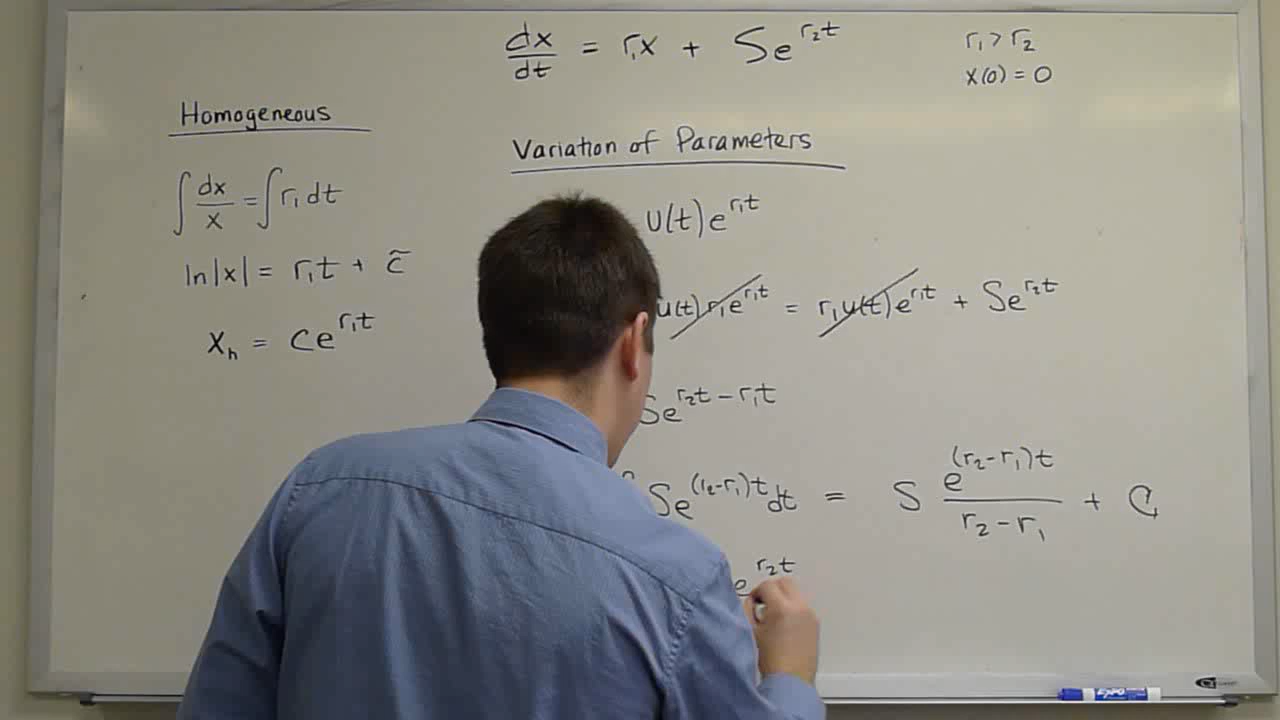 dx/dt = r₁x + Se^(r₂t)
r₁ > r₂
x(0) = 0
Homogeneous
∫ dx/x = ∫ r₁ dt
ln|x| = r₁t + c̃
xₕ = ce^(r₁t)
Variation of Parameters
u(t)e^(r₁t)
u(t) r₁e^(r₁t) = r₁u(t)e^(r₁t) + Se^(r₂t)
Se^(r₂t - r₁t)
Se^((r₂-r₁)t) dt = S e^((r₂-r₁)t)/(r₂-r₁) + C
e^(r₂t)
EXPO